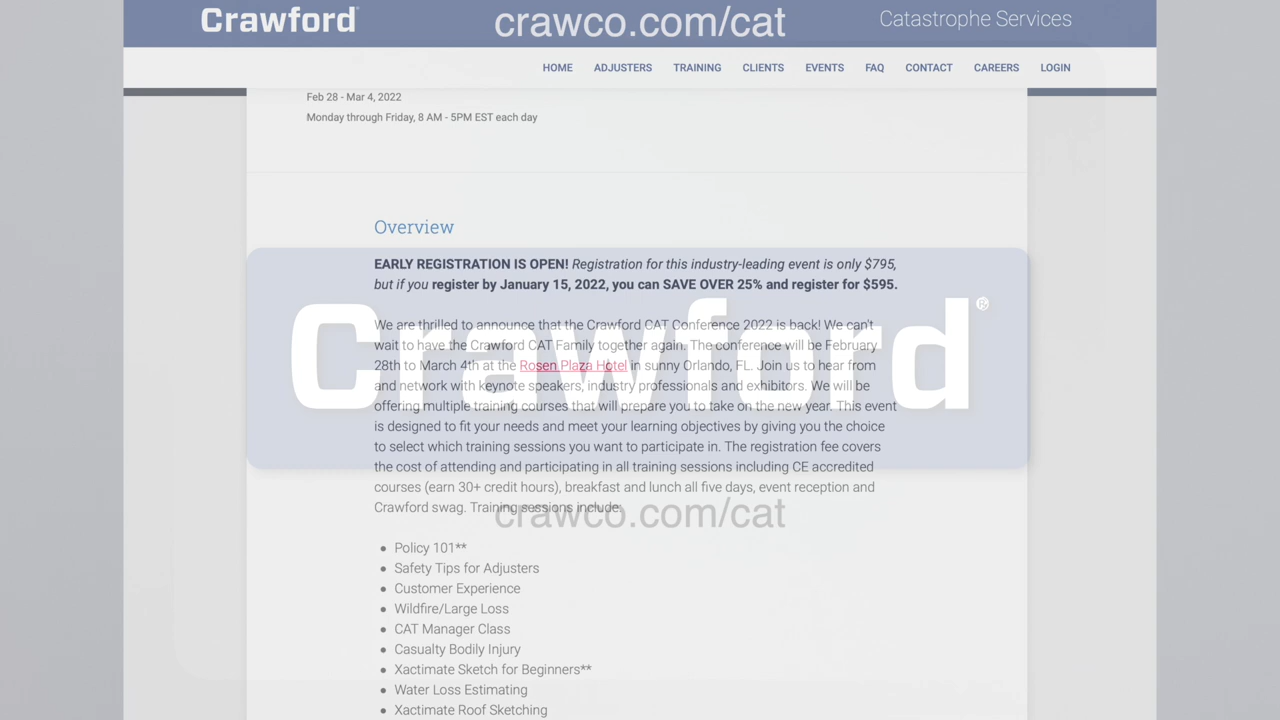 Crawford® crawco.com/cat Catastrophe Services
HOME ADJUSTERS TRAINING CLIENTS EVENTS FAQ CONTACT CAREERS LOGIN
Feb 28 - Mar 4, 2022
Monday through Friday, 8 AM - 5PM EST each day
Overview
EARLY REGISTRATION IS OPEN! Registration for this industry-leading event is only $795,
but if you register by January 15, 2022, you can SAVE OVER 25% and register for $595.
Crawford®
We are thrilled to announce that the Crawford CAT Conference 2022 is back! We can't
wait to have the Crawford CAT Family together again. The conference will be February
28th to March 4th at the Rosen Plaza Hotel in sunny Orlando, FL. Join us to hear from
and network with keynote speakers, industry professionals and exhibitors. We will be
offering multiple training courses that will prepare you to take on the new year. This event
is designed to fit your needs and meet your learning objectives by giving you the choice
to select which training sessions you want to participate in. The registration fee covers
the cost of attending and participating in all training sessions including CE accredited
courses (earn 30+ credit hours), breakfast and lunch all five days, event reception and
Crawford swag. Training sessions include:
crawco.com/cat
• Policy 101**
• Safety Tips for Adjusters
• Customer Experience
• Wildfire/Large Loss
• CAT Manager Class
• Casualty Bodily Injury
• Xactimate Sketch for Beginners**
• Water Loss Estimating
• Xactimate Roof Sketching